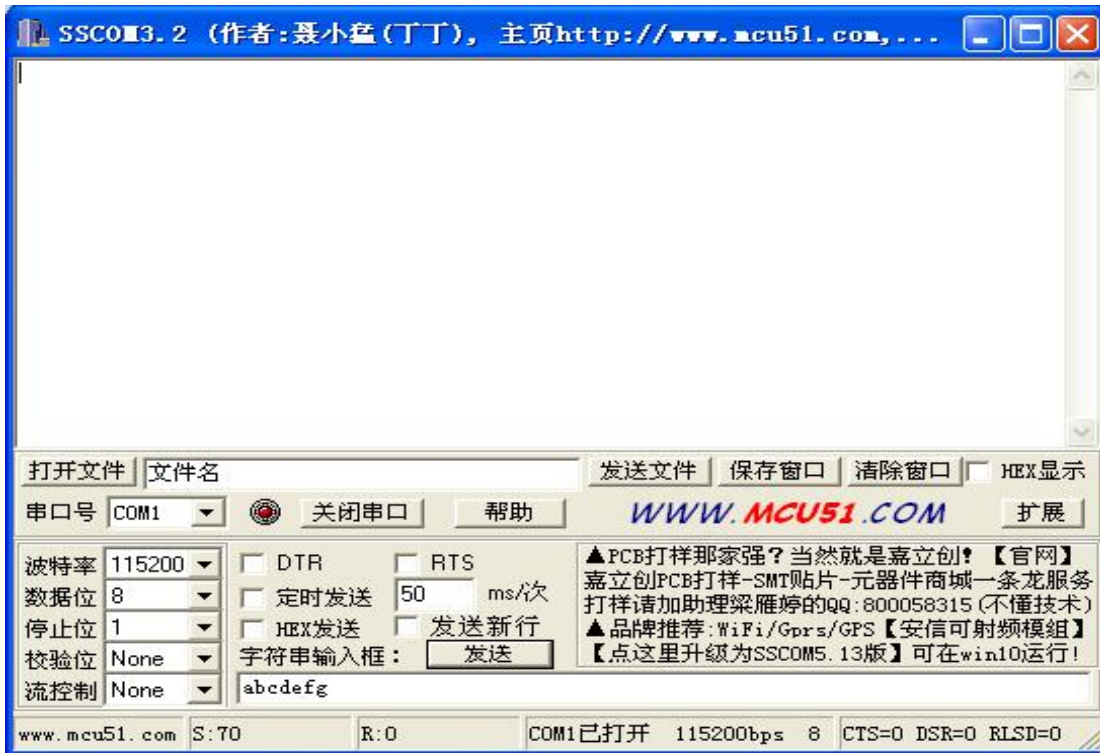 SSCOM3.2 (作者:聂小猛(丁丁), 主页http://www.mcu51.com,...
打开文件 文件名 发送文件 保存窗口 清除窗口 HEX显示
串口号 COM1 关闭串口 帮助 WWW.MCU51.COM 扩展
波特率 115200 DTR RTS
数据位 8 定时发送 50 ms/次
停止位 1 HEX发送 发送新行
校验位 None 字符串输入框: 发送
流控制 None abcdefg
▲PCB打样那家强?当然就是嘉立创!【官网】
嘉立创PCB打样-SMT贴片-元器件商城一条龙服务
打样请加助理梁雁婷的QQ:800058315(不懂技术)
▲品牌推荐:WiFi/Gprs/GPS【安信可射频模组】
【点这里升级为SSCOM5.13版】可在win10运行!
www.mcu51.com S:70 R:0 COM1已打开 115200bps 8 CTS=0 DSR=0 RLSD=0